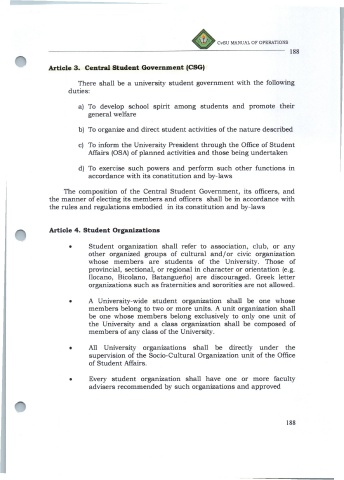 CvSU MANUAL OF OPERATIONS
188
Article 3. Central Student Government (CSG)
There shall be a university student government with the following
duties:
a) To develop school spirit among students and promote their
general welfare
b) To organize and direct student activities of the nature described
c) To inform the University President through the Office of Student
Affairs (OSA) of planned activities and those being undertaken
d) To exercise such powers and perform such other functions in
accordance with its constitution and by-laws
The composition of the Central Student Government, its officers, and
the manner of electing its members and officers shall be in accordance with
the rules and regulations embodied in its constitution and by-laws
Article 4. Student Organizations
• Student organization shall refer to association, club, or any
other organized groups of cultural and/or civic organization
whose members are students of the University. Those of
provincial, sectional, or regional in character or orientation (e.g.
Ilocano, Bicolano, Batangueño) are discouraged. Greek letter
organizations such as fraternities and sororities are not allowed.
• A University-wide student organization shall be one whose
members belong to two or more units. A unit organization shall
be one whose members belong exclusively to only one unit of
the University and a class organization shall be composed of
members of any class of the University.
• All University organizations shall be directly under the
supervision of the Socio-Cultural Organization unit of the Office
of Student Affairs.
• Every student organization shall have one or more faculty
advisers recommended by such organizations and approved
188